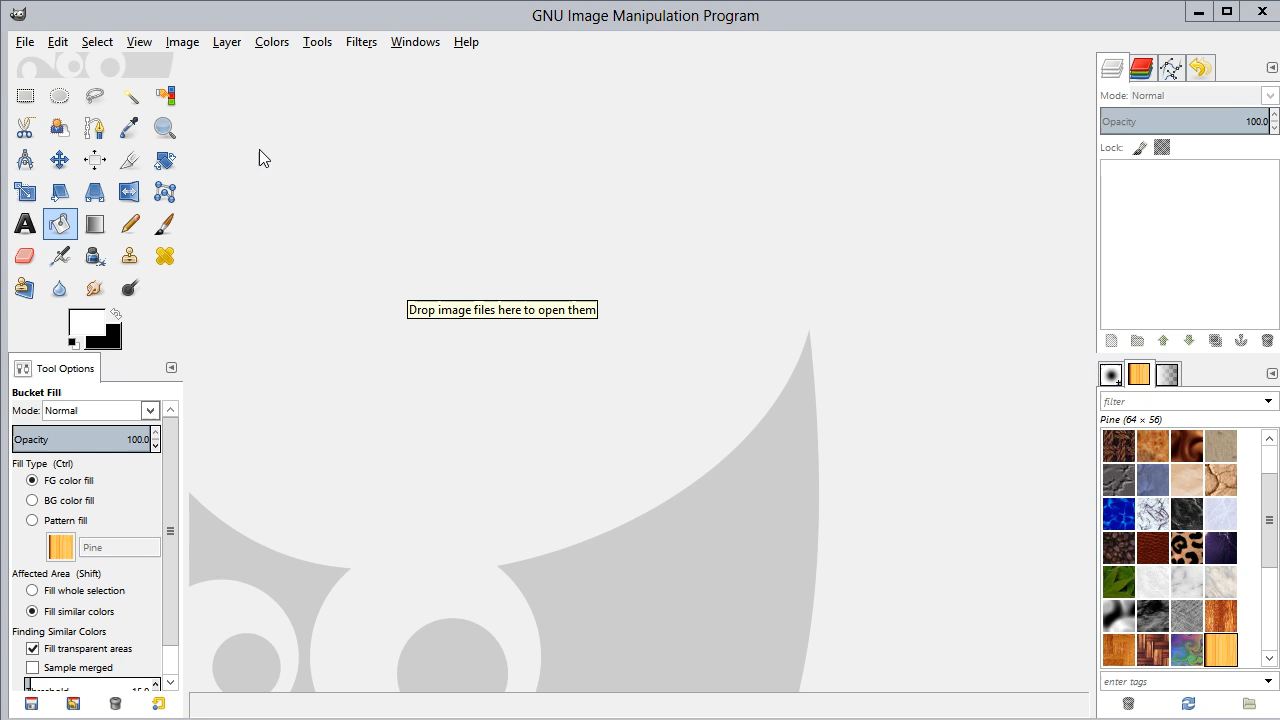 GNU Image Manipulation Program
File Edit Select View Image Layer Colors Tools Filters Windows Help
Mode: Normal
Opacity 100.0
Lock:
Drop image files here to open them
Tool Options
Bucket Fill
Mode: Normal
Opacity 100.0
Fill Type (Ctrl)
FG color fill
BG color fill
Pattern fill
Pine
Affected Area (Shift)
Fill whole selection
Fill similar colors
Finding Similar Colors
Fill transparent areas
Sample merged
Threshold 15.0
filter
Pine (64 × 56)
enter tags